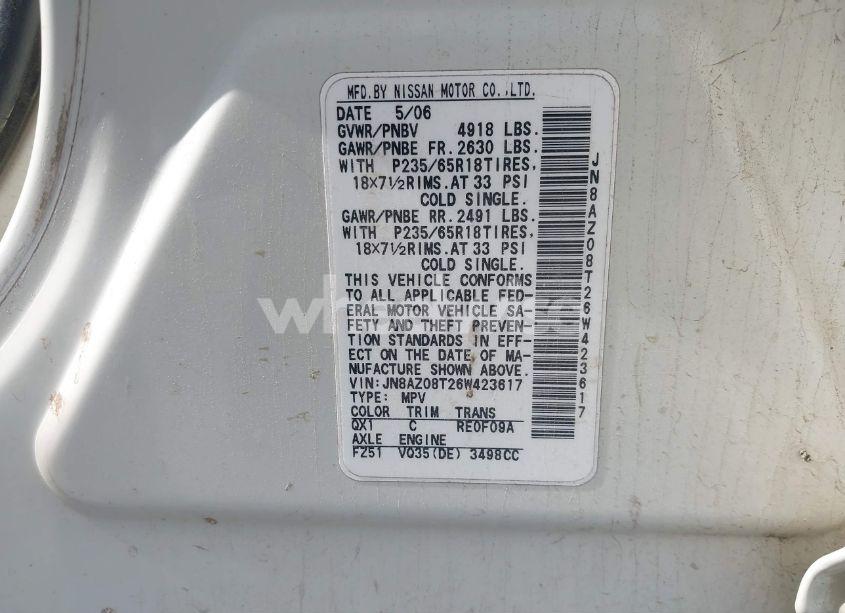 MFD.BY NISSAN MOTOR CO.,LTD.
DATE 5/06
GVWR/PNBV 4918 LBS.
GAWR/PNBE FR.2630 LBS.
WITH P235/65R18TIRES,
18X7½RIMS.AT 33 PSI
COLD SINGLE.
GAWR/PNBE RR.2491 LBS.
WITH P235/65R18TIRES,
18X7½RIMS.AT 33 PSI
COLD SINGLE.
THIS VEHICLE CONFORMS
TO ALL APPLICABLE FED-
ERAL MOTOR VEHICLE SA-
FETY AND THEFT PREVEN-
TION STANDARDS IN EFF-
ECT ON THE DATE OF MA-
NUFACTURE SHOWN ABOVE.
VIN:JN8AZ08T26W423617
TYPE: MPV
COLOR TRIM TRANS
QX1 C RE0F09A
AXLE ENGINE
FZ51 VQ35(DE) 3498CC
JN8AZ08T26W423617